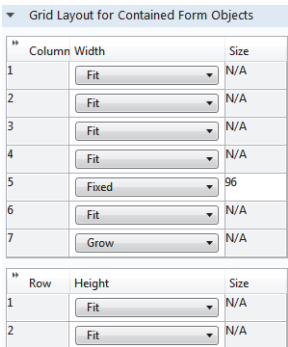 Grid Layout for Contained Form Objects
Column Width Size
1 Fit N/A
2 Fit N/A
3 Fit N/A
4 Fit N/A
5 Fixed 96
6 Fit N/A
7 Grow N/A
Row Height Size
1 Fit N/A
2 Fit N/A